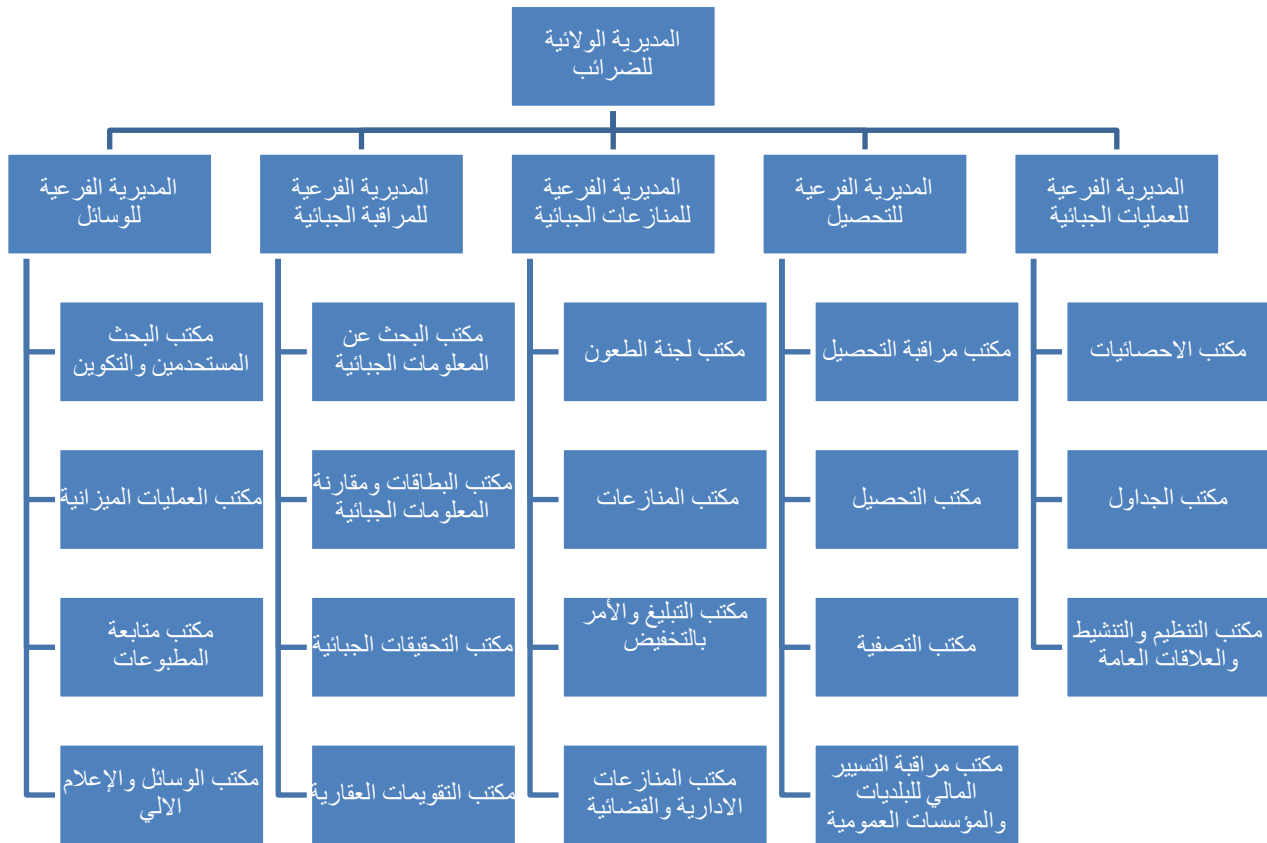 المديرية الولائية
للضرائب
المديرية الفرعية
للعمليات الجبائية
المديرية الفرعية
للتحصيل
المديرية الفرعية
للمنازعات الجبائية
المديرية الفرعية
للمراقبة الجبائية
المديرية الفرعية
للوسائل
مكتب الاحصائيات
مكتب الجداول
مكتب التنظيم والتنشيط
والعلاقات العامة
مكتب مراقبة التحصيل
مكتب التحصيل
مكتب التصفية
مكتب مراقبة التسيير
المالي للبلديات
والمؤسسات العمومية
مكتب لجنة الطعون
مكتب المنازعات
مكتب التبليغ والأمر
بالتخفيض
مكتب المنازعات
الادارية والقضائية
مكتب البحث عن
المعلومات الجبائية
مكتب البطاقات ومقارنة
المعلومات الجبائية
مكتب التحقيقات الجبائية
مكتب التقويمات العقارية
مكتب البحث
المستحدمين والتكوين
مكتب العمليات الميزانية
مكتب متابعة
المطبوعات
مكتب الوسائل والإعلام
الالي